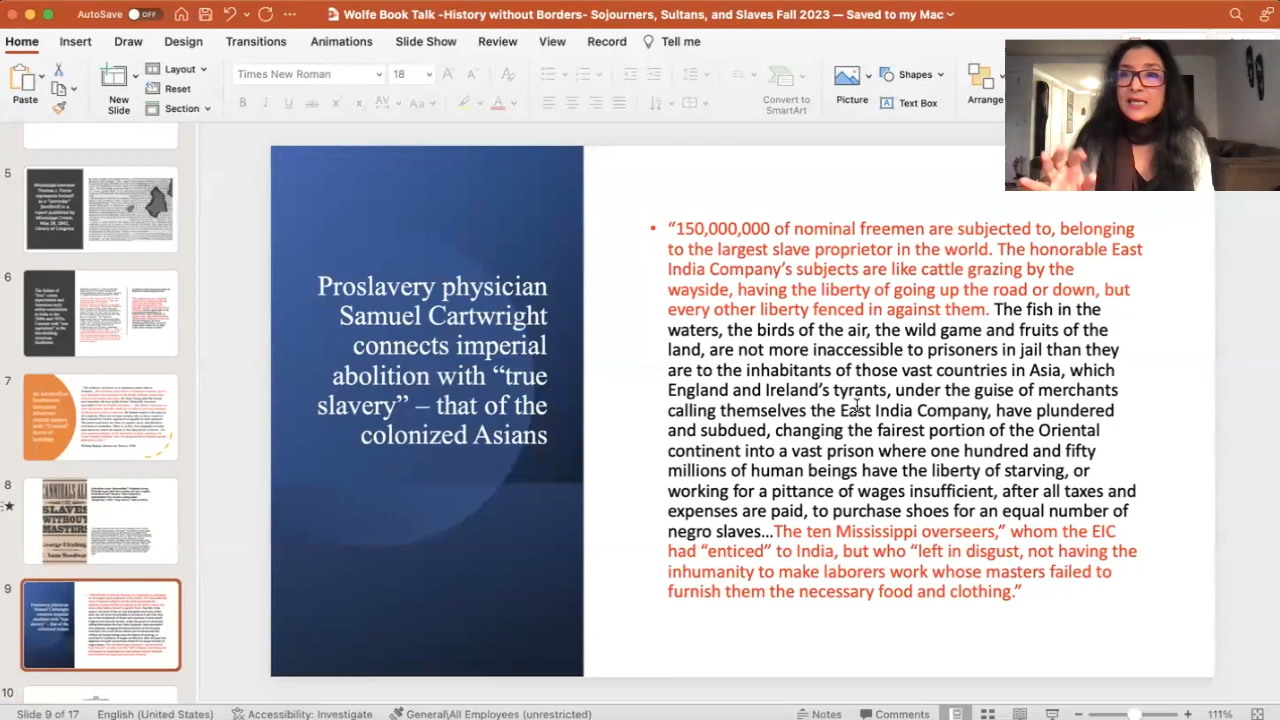 AutoSave OFF
Wolfe Book Talk -History without Borders- Sojourners, Sultans, and Slaves Fall 2023 — Saved to my Mac
Home Insert Draw Design Transitions Animations Slide Show Review View Record Tell me
Paste
New
Slide
Layout
Reset
Section
Times New Roman
18
Convert to
SmartArt
Picture
Shapes
Text Box
Arrange
5
6
7
8
9
10
Proslavery physician
Samuel Cartwright
connects imperial
abolition with “true
slavery” – that of the
colonized Asians
• “150,000,000 of nominal freemen are subjected to, belonging
to the largest slave proprietor in the world. The honorable East
India Company’s subjects are like cattle grazing by the
wayside, having the liberty of going up the road or down, but
every other liberty fenced in against them. The fish in the
waters, the birds of the air, the wild game and fruits of the
land, are not more inaccessible to prisoners in jail than they
are to the inhabitants of those vast countries in Asia, which
England and Ireland’s tyrants, under the guise of merchants
calling themselves the East India Company, have plundered
and subdued, changing the fairest portion of the Oriental
continent into a vast prison where one hundred and fifty
millions of human beings have the liberty of starving, or
working for a pittance of wages insufficient, after all taxes and
expenses are paid, to purchase shoes for an equal number of
negro slaves…The ten Mississippi overseers,” whom the EIC
had “enticed” to India, but who “left in disgust, not having the
inhumanity to make laborers work whose masters failed to
furnish them the necessary food and clothing.”
Slide 9 of 17 English (United States) Accessibility: Investigate General\All Employees (unrestricted) Notes Comments 111%